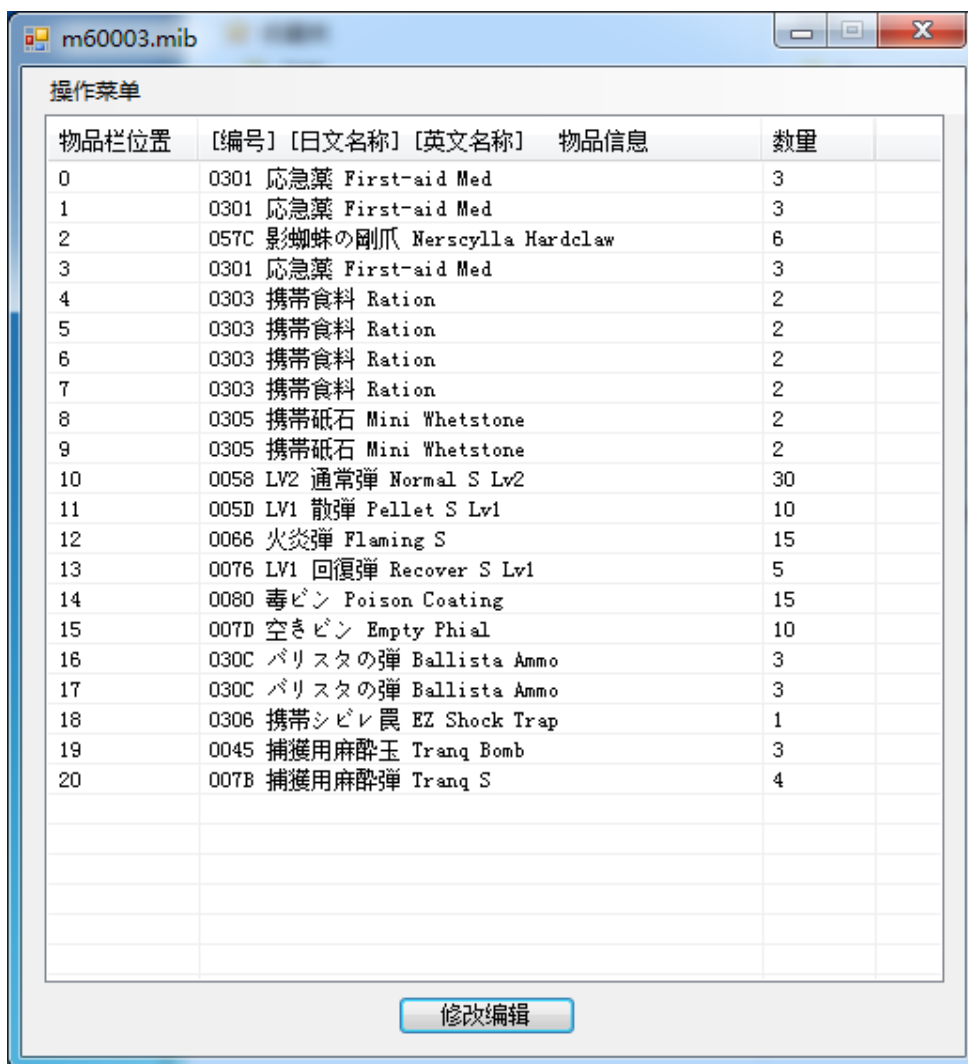 m60003.mib
操作菜单
物品栏位置 [编号] [日文名称] [英文名称] 物品信息 数量
0 0301 応急薬 First-aid Med 3
1 0301 応急薬 First-aid Med 3
2 057C 影蜘蛛の剛爪 Nerscylla Hardclaw 6
3 0301 応急薬 First-aid Med 3
4 0303 携帯食料 Ration 2
5 0303 携帯食料 Ration 2
6 0303 携帯食料 Ration 2
7 0303 携帯食料 Ration 2
8 0305 携帯砥石 Mini Whetstone 2
9 0305 携帯砥石 Mini Whetstone 2
10 0058 LV2 通常弾 Normal S Lv2 30
11 005D LV1 散弾 Pellet S Lv1 10
12 0066 火炎弾 Flaming S 15
13 0076 LV1 回復弾 Recover S Lv1 5
14 0080 毒ビン Poison Coating 15
15 007D 空きビン Empty Phial 10
16 030C バリスタの弾 Ballista Ammo 3
17 030C バリスタの弾 Ballista Ammo 3
18 0306 携帯シビレ罠 EZ Shock Trap 1
19 0045 捕獲用麻酔玉 Tranq Bomb 3
20 007B 捕獲用麻酔弾 Tranq S 4
修改编辑